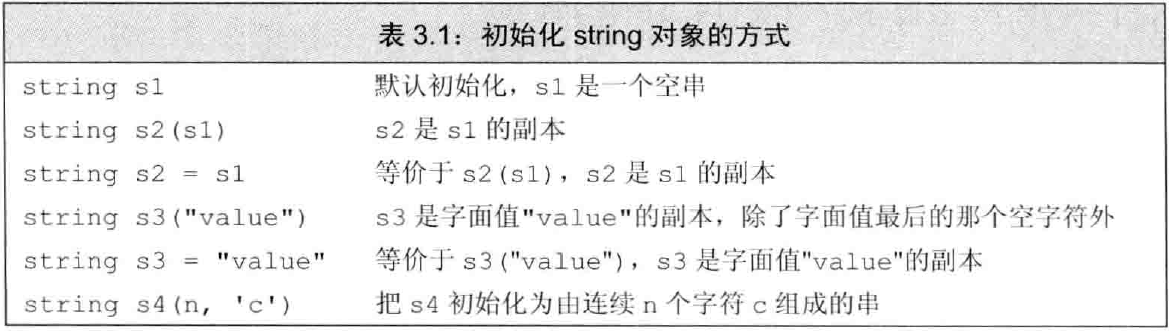 表 3.1：初始化 string 对象的方式
string s1 默认初始化，s1 是一个空串
string s2(s1) s2 是 s1 的副本
string s2 = s1 等价于 s2(s1)，s2 是 s1 的副本
string s3("value") s3 是字面值"value"的副本，除了字面值最后的那个空字符外
string s3 = "value" 等价于 s3("value")，s3 是字面值"value"的副本
string s4(n, 'c') 把 s4 初始化为由连续 n 个字符 c 组成的串